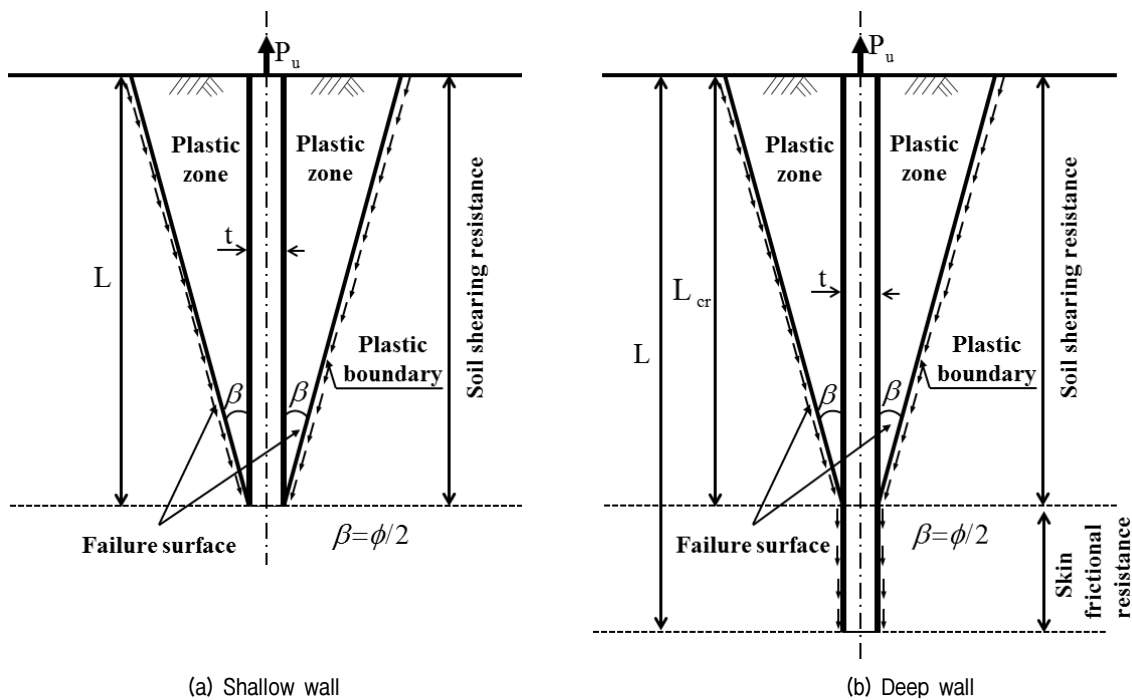 P_u
Plastic
zone
Plastic
zone
t
L
Soil shearing resistance
Plastic
boundary
β
β
Failure surface
β=ϕ/2
(a) Shallow wall
P_u
Plastic
zone
Plastic
zone
t
L_cr
L
Soil shearing resistance
Plastic
boundary
β
β
Failure surface
β=ϕ/2
Skin
frictional
resistance
(b) Deep wall